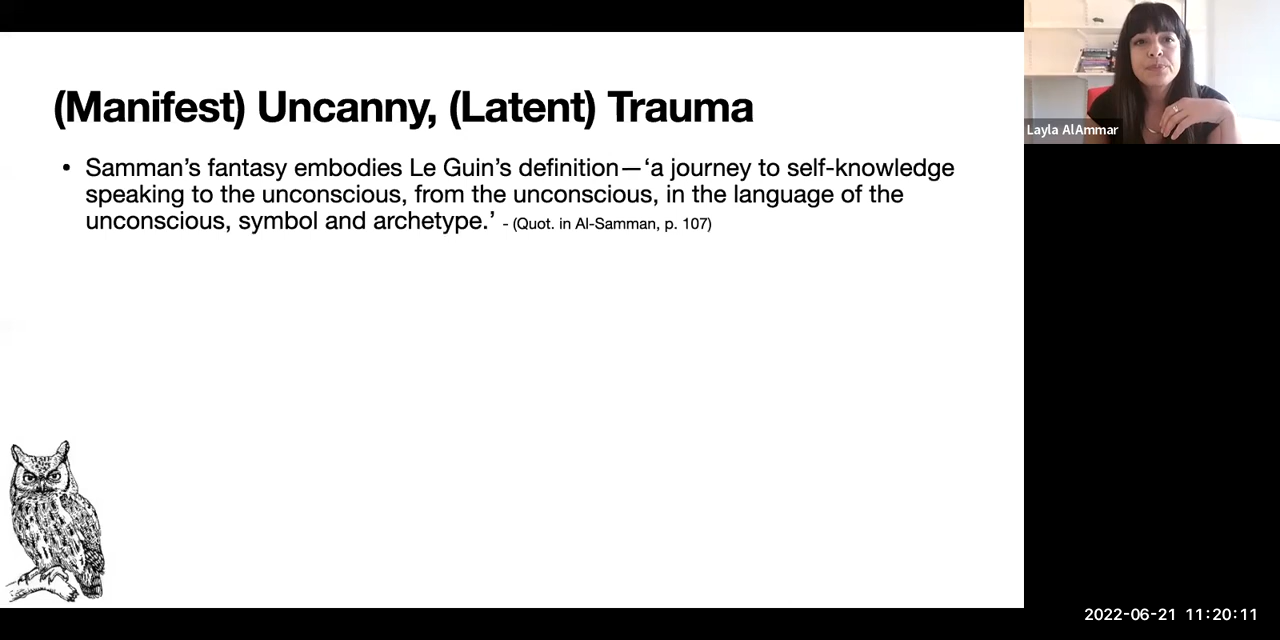 (Manifest) Uncanny, (Latent) Trauma
• Samman’s fantasy embodies Le Guin’s definition—‘a journey to self-knowledge
speaking to the unconscious, from the unconscious, in the language of the
unconscious, symbol and archetype.’ - (Quot. in Al-Samman, p. 107)
Layla AlAmmar
2022-06-21 11:20:11